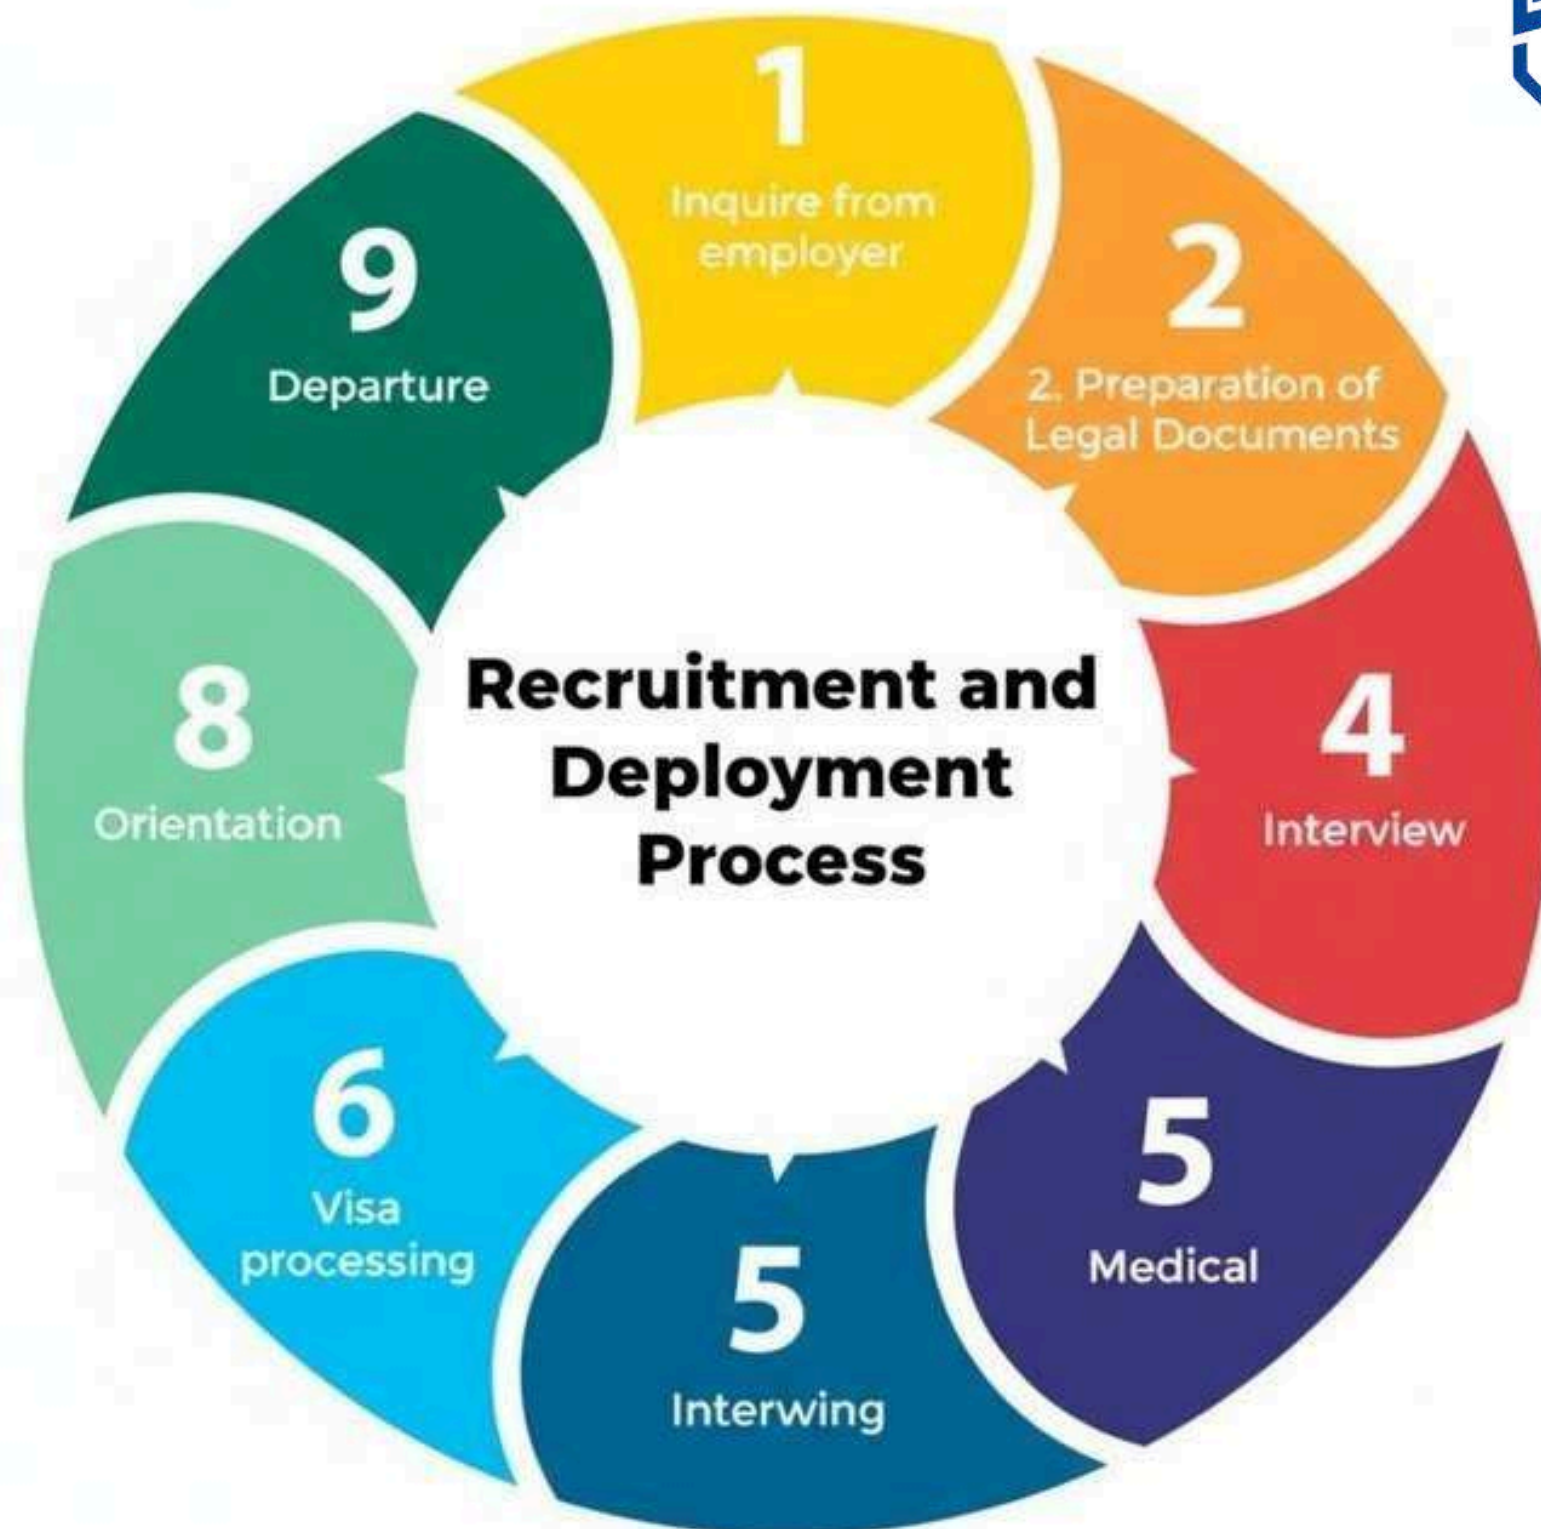 1
Inquire from
employer
2
2. Preparation of
Legal Documents
4
Interview
5
Medical
5
Interwing
6
Visa
processing
8
Orientation
9
Departure
Recruitment and
Deployment
Process